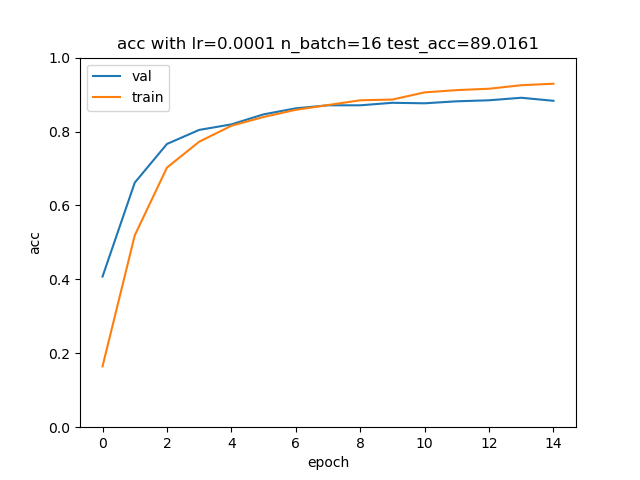 acc with lr=0.0001 n_batch=16 test_acc=89.0161
val
train
1.0
0.8
0.6
0.4
0.2
0.0
acc
0 2 4 6 8 10 12 14
epoch